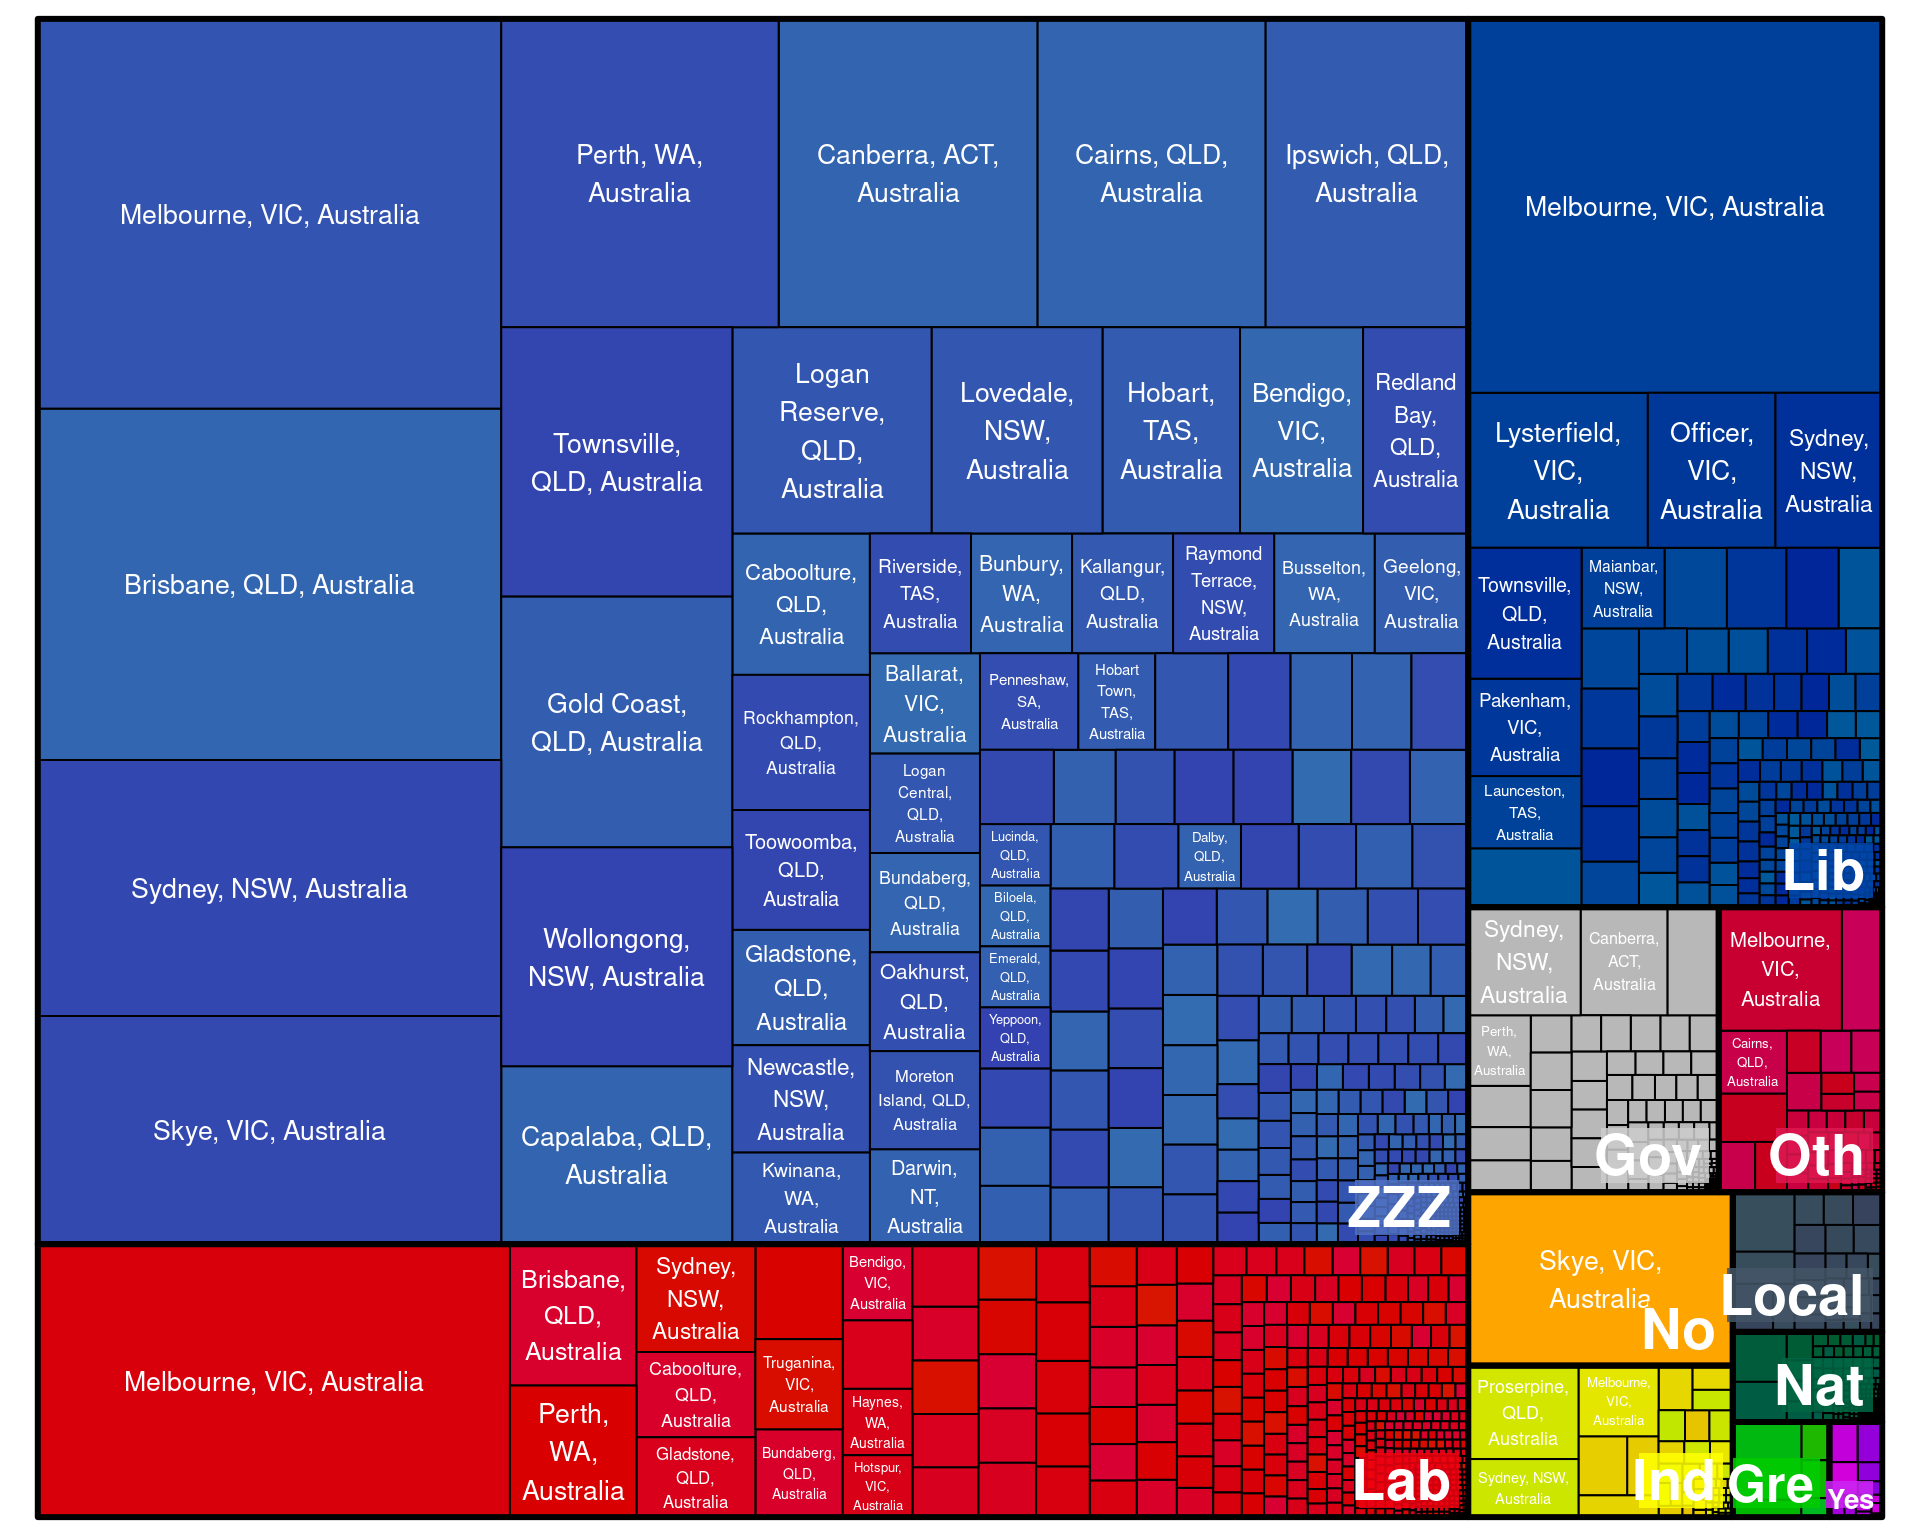 Melbourne, VIC, Australia
Brisbane, QLD, Australia
Sydney, NSW, Australia
Skye, VIC, Australia
Perth, WA,
Australia
Canberra, ACT,
Australia
Cairns, QLD,
Australia
Ipswich, QLD,
Australia
Townsville,
QLD, Australia
Gold Coast,
QLD, Australia
Wollongong,
NSW, Australia
Capalaba, QLD,
Australia
Logan
Reserve,
QLD,
Australia
Lovedale,
NSW,
Australia
Hobart,
TAS,
Australia
Bendigo,
VIC,
Australia
Redland
Bay,
QLD,
Australia
Caboolture,
QLD,
Australia
Rockhampton,
QLD,
Australia
Toowoomba,
QLD,
Australia
Gladstone,
QLD,
Australia
Newcastle,
NSW,
Australia
Kwinana,
WA,
Australia
Riverside,
TAS,
Australia
Bunbury,
WA,
Australia
Kallangur,
QLD,
Australia
Raymond
Terrace,
NSW,
Australia
Busselton,
WA,
Australia
Geelong,
VIC,
Australia
Ballarat,
VIC,
Australia
Logan
Central,
QLD,
Australia
Bundaberg,
QLD,
Australia
Oakhurst,
QLD,
Australia
Moreton
Island, QLD,
Australia
Darwin,
NT,
Australia
Penneshaw,
SA,
Australia
Hobart
Town,
TAS,
Australia
Lucinda,
QLD,
Australia
Biloela,
QLD,
Australia
Emerald,
QLD,
Australia
Yeppoon,
QLD,
Australia
Dalby,
QLD,
Australia
ZZZ
Melbourne, VIC, Australia
Brisbane,
QLD,
Australia
Perth,
WA,
Australia
Sydney,
NSW,
Australia
Caboolture,
QLD,
Australia
Gladstone,
QLD,
Australia
Truganina,
VIC,
Australia
Bundaberg,
QLD,
Australia
Bendigo,
VIC,
Australia
Haynes,
WA,
Australia
Hotspur,
VIC,
Australia
Lab
Melbourne, VIC, Australia
Lysterfield,
VIC,
Australia
Officer,
VIC,
Australia
Sydney,
NSW,
Australia
Townsville,
QLD,
Australia
Pakenham,
VIC,
Australia
Launceston,
TAS,
Australia
Maianbar,
NSW,
Australia
Lib
Sydney,
NSW,
Australia
Canberra,
ACT,
Australia
Perth,
WA,
Australia
Gov
Melbourne,
VIC,
Australia
Cairns,
QLD,
Australia
Oth
Skye, VIC,
Australia
No
Local
Nat
Proserpine,
QLD,
Australia
Melbourne,
VIC,
Australia
Sydney, NSW,
Australia
Ind
Gre
Yes